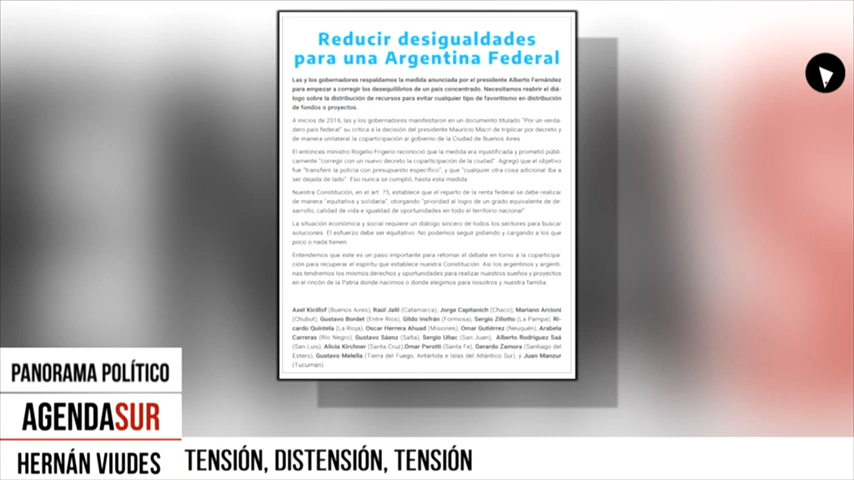 Reducir desigualdades
para una Argentina Federal
Las y los gobernadores respaldamos la medida anunciada por el presidente Alberto Fernández
para empezar a corregir los desequilibrios de un país concentrado. Necesitamos reabrir el diá-
logo sobre la distribución de recursos para evitar cualquier tipo de favoritismo en distribución
de fondos o proyectos.
A inicios de 2016, las y los gobernadores manifestaron en un documento titulado "Por un verda-
dero país federal" su crítica a la decisión del presidente Mauricio Macri de triplicar por decreto y
de manera unilateral la coparticipación al gobierno de la Ciudad de Buenos Aires.
El entonces ministro Rogelio Frigerio reconoció que la medida era injustificada y prometió públi-
camente "corregir con un nuevo decreto la coparticipación de la ciudad". Agregó que el objetivo
fue "transferir la policía con presupuesto específico", y que "cualquier otra cosa adicional iba a
ser dejada de lado". Eso nunca se cumplió, hasta esta medida.
Nuestra Constitución, en el art. 75, establece que el reparto de la renta federal se debe realizar
de manera "equitativa y solidaria", otorgando "prioridad al logro de un grado equivalente de de-
sarrollo, calidad de vida e igualdad de oportunidades en todo el territorio nacional"
La situación económica y social requiere un diálogo sincero de todos los sectores para buscar
soluciones. El esfuerzo debe ser equitativo. No podemos seguir pidiendo y cargando a los que
poco o nada tienen.
Entendemos que este es un paso importante para retomar el debate en torno a la coparticipa-
ción para recuperar el espíritu que establece nuestra Constitución. Así los argentinos y argenti-
nas tendremos los mismos derechos y oportunidades para realizar nuestros sueños y proyectos
en el rincón de la Patria donde nacimos o donde elegimos para nosotros y nuestra familia.
Axel Kicillof (Buenos Aires), Raúl Jalil (Catamarca), Jorge Capitanich (Chaco), Mariano Arcioni
(Chubut), Gustavo Bordet (Entre Ríos), Gildo Insfrán (Formosa), Sergio Ziliotto (La Pampa), Ri-
cardo Quintela (La Rioja), Oscar Herrera Ahuad (Misiones), Omar Gutiérrez (Neuquén), Arabela
Carreras (Río Negro), Gustavo Sáenz (Salta), Sergio Uñac (San Juan), Alberto Rodríguez Saá
(San Luis), Alicia Kirchner (Santa Cruz),Omar Perotti (Santa Fe), Gerardo Zamora (Santiago del
Estero), Gustavo Melella (Tierra del Fuego, Antártida e Islas del Atlántico Sur), y Juan Manzur
(Tucumán)
PANORAMA POLÍTICO
AGENDASUR
HERNÁN VIUDES
TENSIÓN, DISTENSIÓN, TENSIÓN